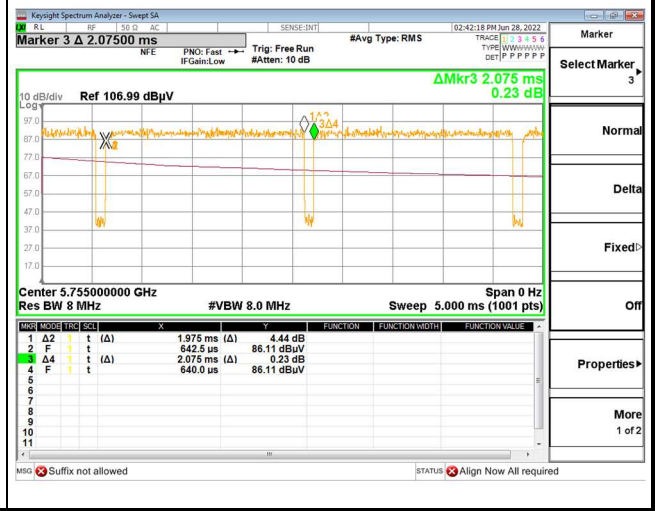 Keysight Spectrum Analyzer - Swept SA
RL RF 50 Ω AC SENSE:INT 02:42:18 PM Jun 28, 2022
Marker 3 Δ 2.07500 ms
#Avg Type: RMS
TRACE 1 2 3 4 5 6
NFE PNO: Fast Trig: Free Run
TYPE WWWWWW
IFGain:Low #Atten: 10 dB
DET P P P P P P
ΔMkr3 2.075 ms
0.23 dB
10 dB/div Ref 106.99 dBµV
Log
97.0
87.0
77.0
67.0
57.0
47.0
37.0
27.0
17.0
3Δ4
Center 5.755000000 GHz Span 0 Hz
Res BW 8 MHz #VBW 8.0 MHz Sweep 5.000 ms (1001 pts)
MKR MODE TRC SCL X Y FUNCTION FUNCTION WIDTH FUNCTION VALUE
1 Δ2 1 t (Δ) 1.975 ms (Δ) 4.44 dB
2 F 1 t 642.5 µs 86.11 dBµV
3 Δ4 1 t (Δ) 2.075 ms (Δ) 0.23 dB
4 F 1 t 640.0 µs 86.11 dBµV
5
6
7
8
9
10
11
MSG Suffix not allowed STATUS Align Now All required
Marker
Select Marker
3
Normal
Delta
Fixed
Off
Properties
More
1 of 2